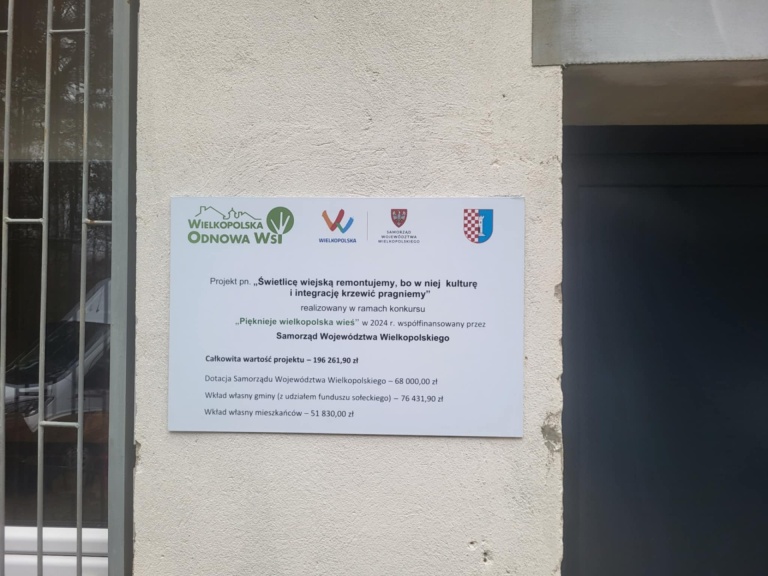 WIELKOPOLSKA
ODNOWA WSI
WIELKOPOLSKA
SAMORZĄD
WOJEWÓDZTWA
WIELKOPOLSKIEGO
Projekt pn. „Świetlicę wiejską remontujemy, bo w niej kulturę
i integrację krzewić pragniemy"
realizowany w ramach konkursu
„Pięknieje wielkopolska wieś" w 2024 r. współfinansowany przez
Samorząd Województwa Wielkopolskiego
Całkowita wartość projektu – 196 261,90 zł
Dotacja Samorządu Województwa Wielkopolskiego – 68 000,00 zł
Wkład własny gminy (z udziałem funduszu sołeckiego) – 76 431,90 zł
Wkład własny mieszkańców – 51 830,00 zł